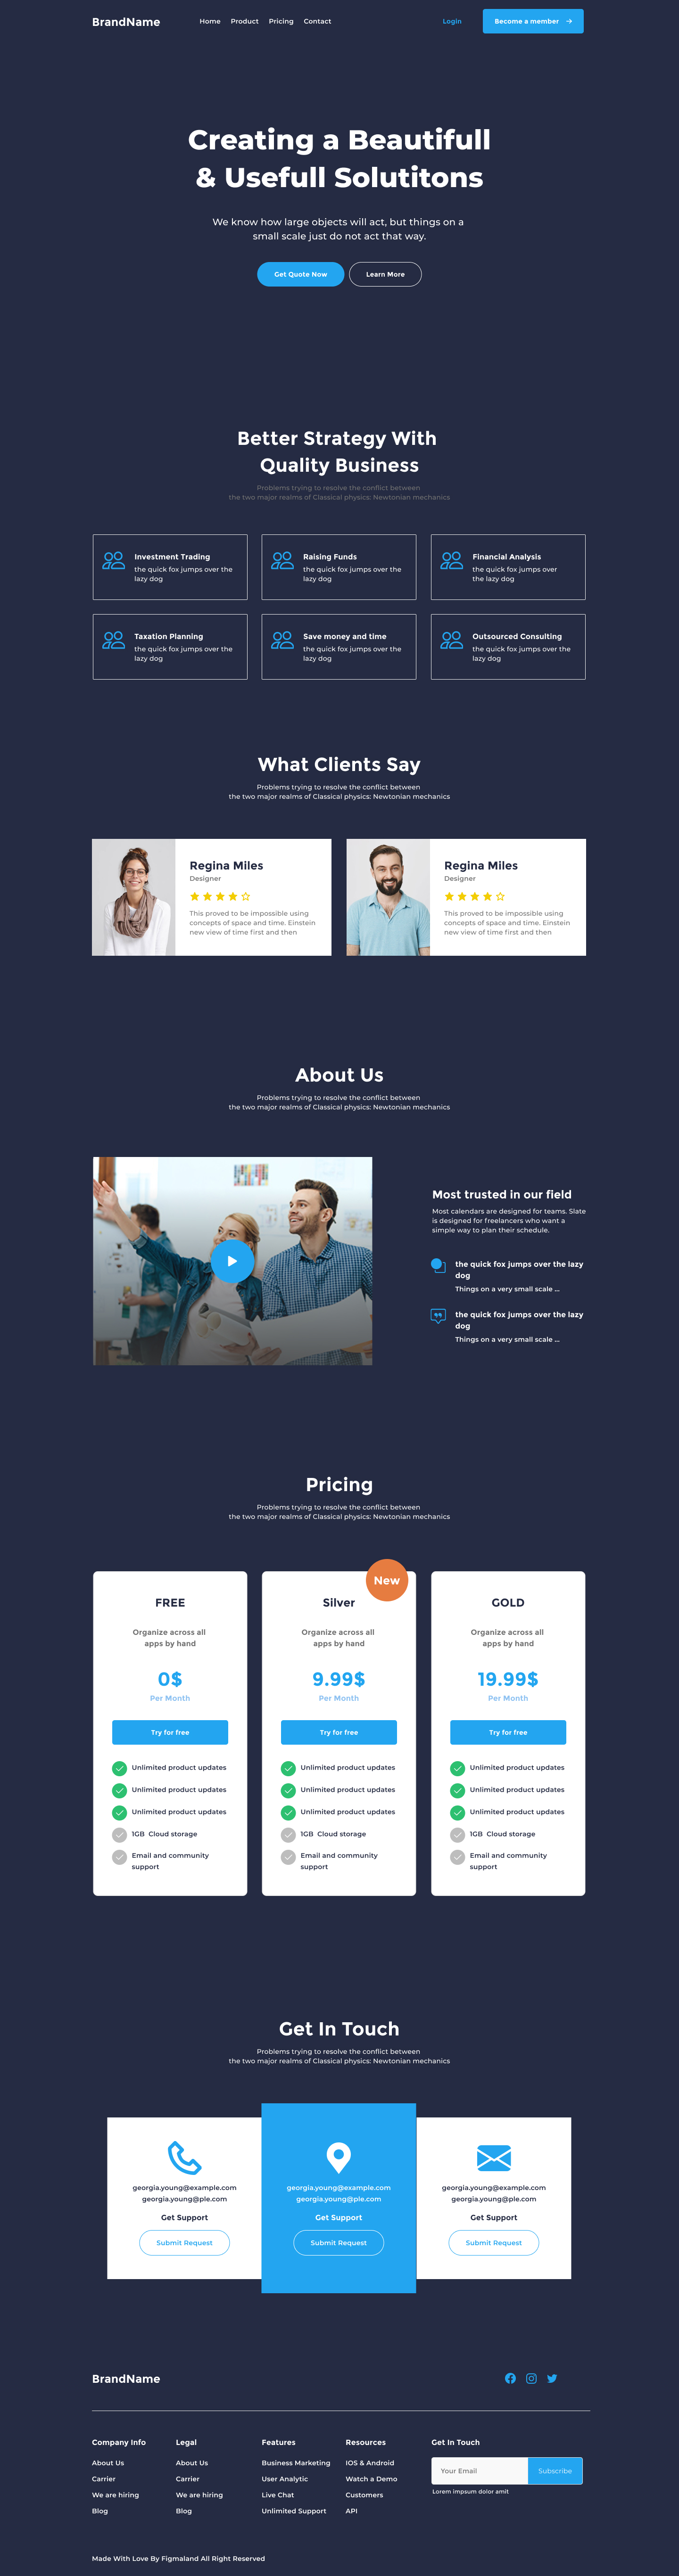 BrandName
Home Product Pricing Contact
Login
Become a member
Creating a Beautifull
& Usefull Solutitons
We know how large objects will act, but things on a
small scale just do not act that way.
Get Quote Now
Learn More
Better Strategy With
Quality Business
Problems trying to resolve the conflict between
the two major realms of Classical physics: Newtonian mechanics
Investment Trading
the quick fox jumps over the
lazy dog
Raising Funds
the quick fox jumps over the
lazy dog
Financial Analysis
the quick fox jumps over
the lazy dog
Taxation Planning
the quick fox jumps over the
lazy dog
Save money and time
the quick fox jumps over the
lazy dog
Outsourced Consulting
the quick fox jumps over the
lazy dog
What Clients Say
Problems trying to resolve the conflict between
the two major realms of Classical physics: Newtonian mechanics
Regina Miles
Designer
This proved to be impossible using
concepts of space and time. Einstein
new view of time first and then
Regina Miles
Designer
This proved to be impossible using
concepts of space and time. Einstein
new view of time first and then
About Us
Problems trying to resolve the conflict between
the two major realms of Classical physics: Newtonian mechanics
Most trusted in our field
Most calendars are designed for teams. Slate
is designed for freelancers who want a
simple way to plan their schedule.
the quick fox jumps over the lazy
dog
Things on a very small scale ...
the quick fox jumps over the lazy
dog
Things on a very small scale ...
Pricing
Problems trying to resolve the conflict between
the two major realms of Classical physics: Newtonian mechanics
FREE
Organize across all
apps by hand
0$
Per Month
Try for free
Unlimited product updates
Unlimited product updates
Unlimited product updates
1GB Cloud storage
Email and community
support
New
Silver
Organize across all
apps by hand
9.99$
Per Month
Try for free
Unlimited product updates
Unlimited product updates
Unlimited product updates
1GB Cloud storage
Email and community
support
GOLD
Organize across all
apps by hand
19.99$
Per Month
Try for free
Unlimited product updates
Unlimited product updates
Unlimited product updates
1GB Cloud storage
Email and community
support
Get In Touch
Problems trying to resolve the conflict between
the two major realms of Classical physics: Newtonian mechanics
georgia.young@example.com
georgia.young@ple.com
Get Support
Submit Request
georgia.young@example.com
georgia.young@ple.com
Get Support
Submit Request
georgia.young@example.com
georgia.young@ple.com
Get Support
Submit Request
BrandName
Company Info
About Us
Carrier
We are hiring
Blog
Legal
About Us
Carrier
We are hiring
Blog
Features
Business Marketing
User Analytic
Live Chat
Unlimited Support
Resources
IOS & Android
Watch a Demo
Customers
API
Get In Touch
Your Email
Subscribe
Lorem impsum dolor amit
Made With Love By Figmaland All Right Reserved